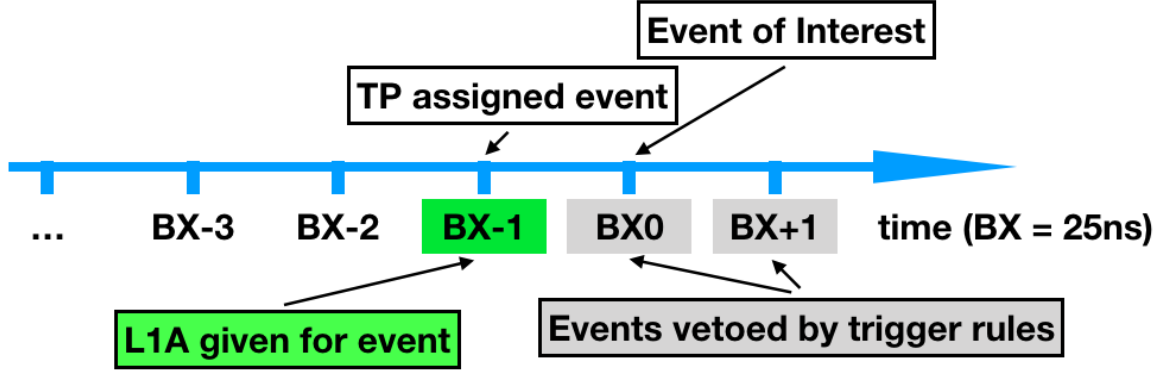 Event of Interest
TP assigned event
... BX-3 BX-2 BX-1 BX0 BX+1 time (BX = 25ns)
L1A given for event
Events vetoed by trigger rules